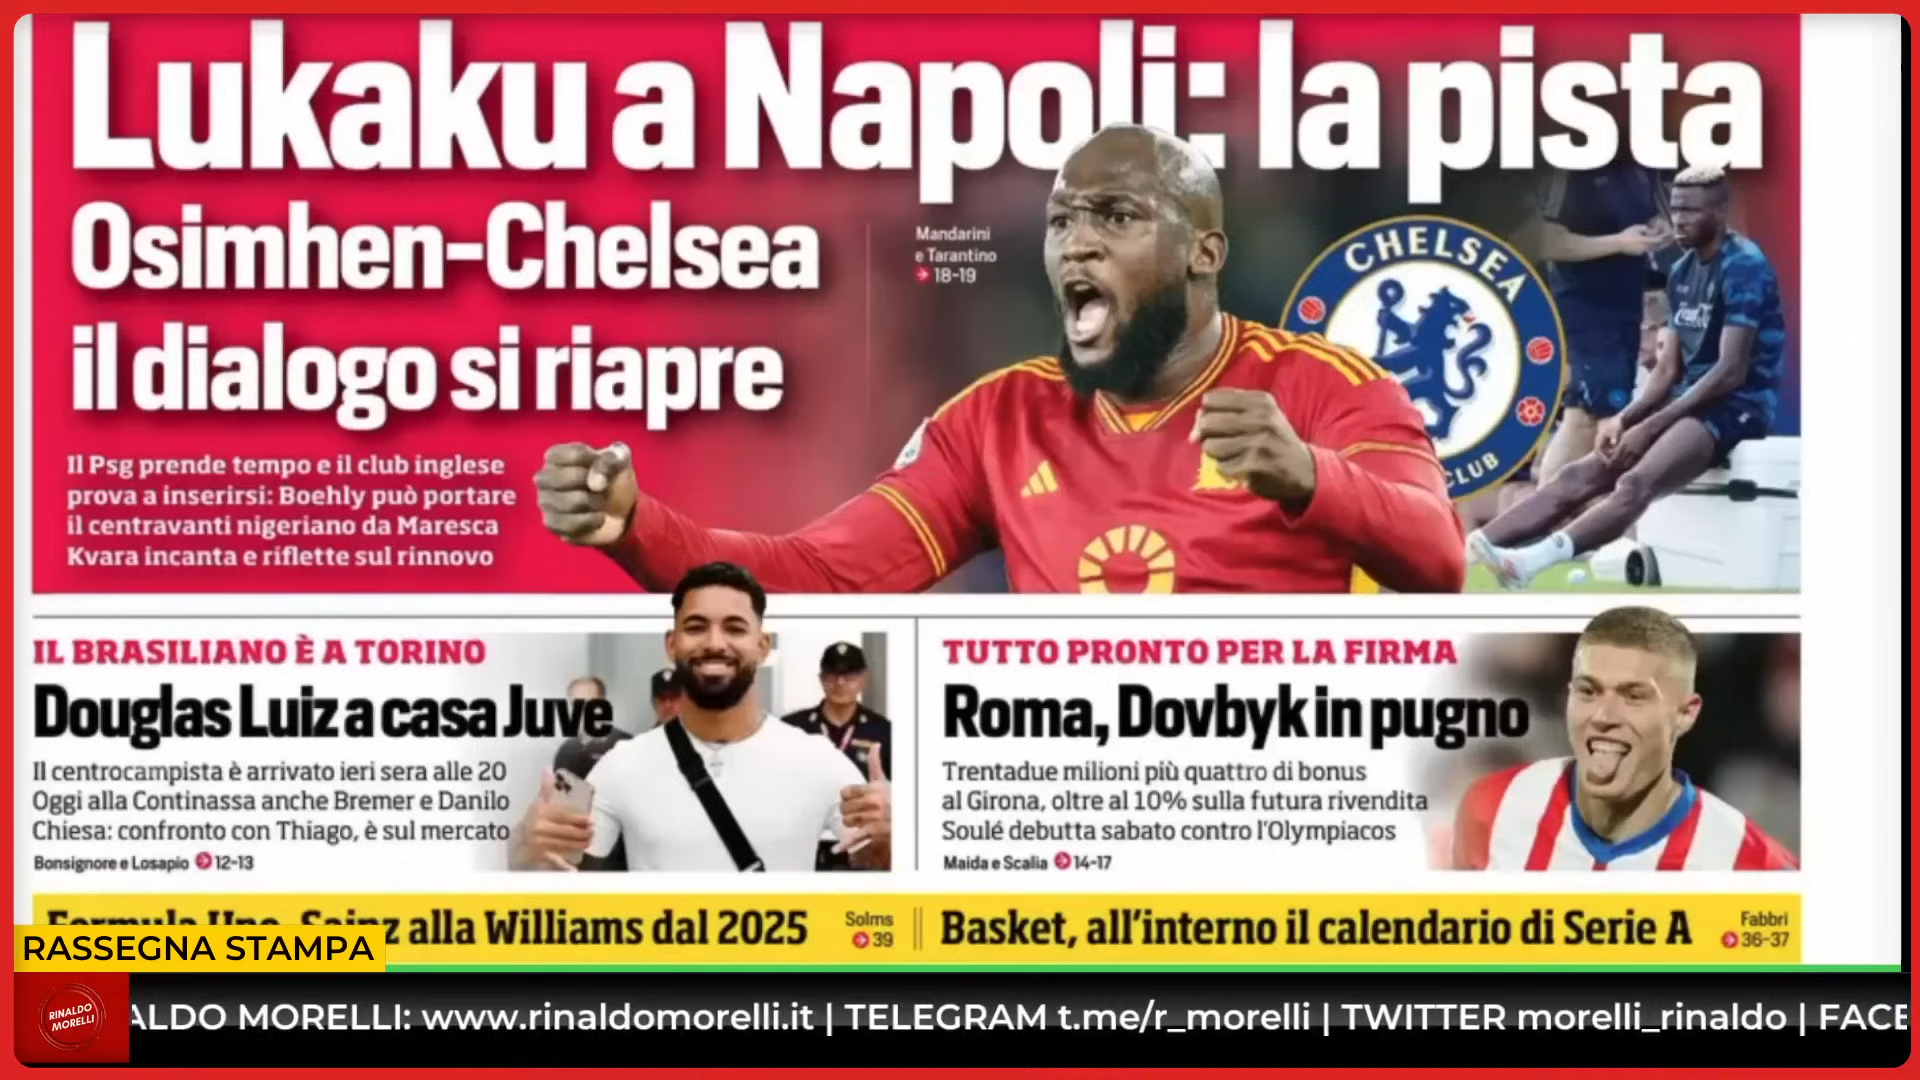 Lukaku a Napoli: la pista
Osimhen-Chelsea
il dialogo si riapre
Mandarini
e Tarantino
18-19
CHELSEA
CLUB
Il Psg prende tempo e il club inglese
prova a inserirsi: Boehly può portare
il centravanti nigeriano da Maresca
Kvara incanta e riflette sul rinnovo
IL BRASILIANO È A TORINO
Douglas Luiz a casa Juve
Il centrocampista è arrivato ieri sera alle 20
Oggi alla Continassa anche Bremer e Danilo
Chiesa: confronto con Thiago, è sul mercato
Bonsignore e Losapio 12-13
TUTTO PRONTO PER LA FIRMA
Roma, Dovbyk in pugno
Trentadue milioni più quattro di bonus
al Girona, oltre al 10% sulla futura rivendita
Soulé debutta sabato contro l'Olympiacos
Maida e Scalia 14-17
Formula Uno, Sainz alla Williams dal 2025
Solms
39
Basket, all'interno il calendario di Serie A
Fabbri
36-37
RASSEGNA STAMPA
RINALDO
MORELLI
ALDO MORELLI: www.rinaldomorelli.it | TELEGRAM t.me/r_morelli | TWITTER morelli_rinaldo | FACE